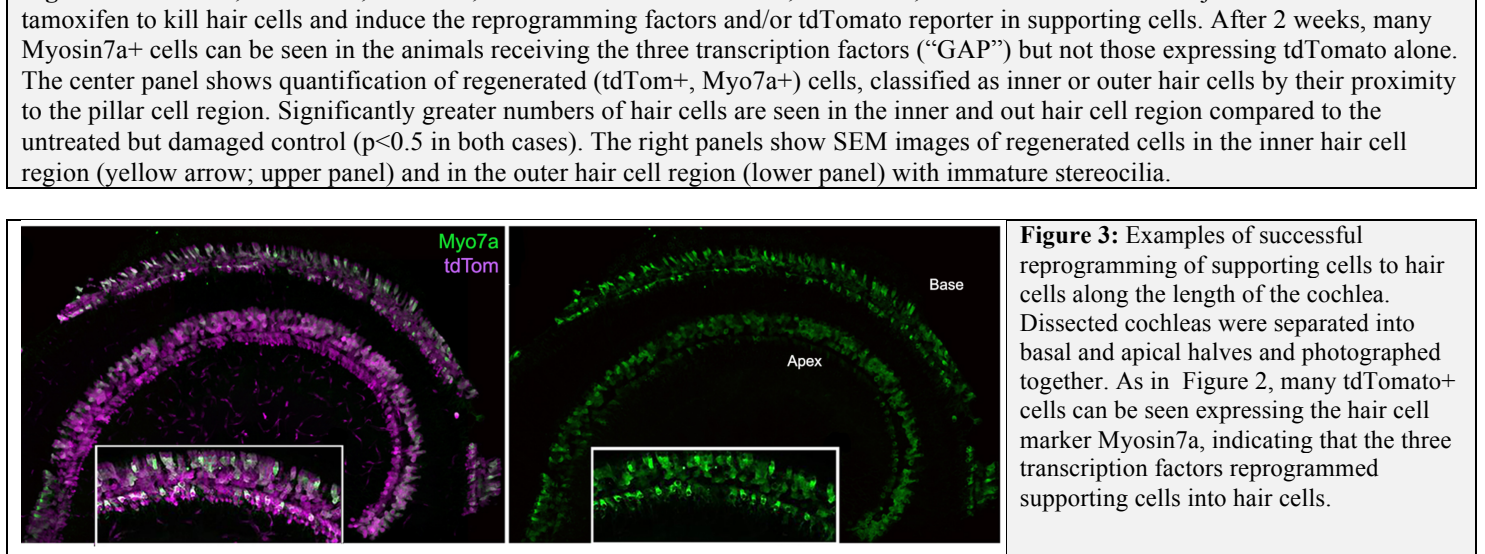 tamoxifen to kill hair cells and induce the reprogramming factors and/or tdTomato reporter in supporting cells. After 2 weeks, many
Myosin7a+ cells can be seen in the animals receiving the three transcription factors (“GAP”) but not those expressing tdTomato alone.
The center panel shows quantification of regenerated (tdTom+, Myo7a+) cells, classified as inner or outer hair cells by their proximity
to the pillar cell region. Significantly greater numbers of hair cells are seen in the inner and out hair cell region compared to the
untreated but damaged control (p<0.5 in both cases). The right panels show SEM images of regenerated cells in the inner hair cell
region (yellow arrow; upper panel) and in the outer hair cell region (lower panel) with immature stereocilia.
Myo7a
tdTom
Base
Apex
Figure 3: Examples of successful
reprogramming of supporting cells to hair
cells along the length of the cochlea.
Dissected cochleas were separated into
basal and apical halves and photographed
together. As in Figure 2, many tdTomato+
cells can be seen expressing the hair cell
marker Myosin7a, indicating that the three
transcription factors reprogrammed
supporting cells into hair cells.